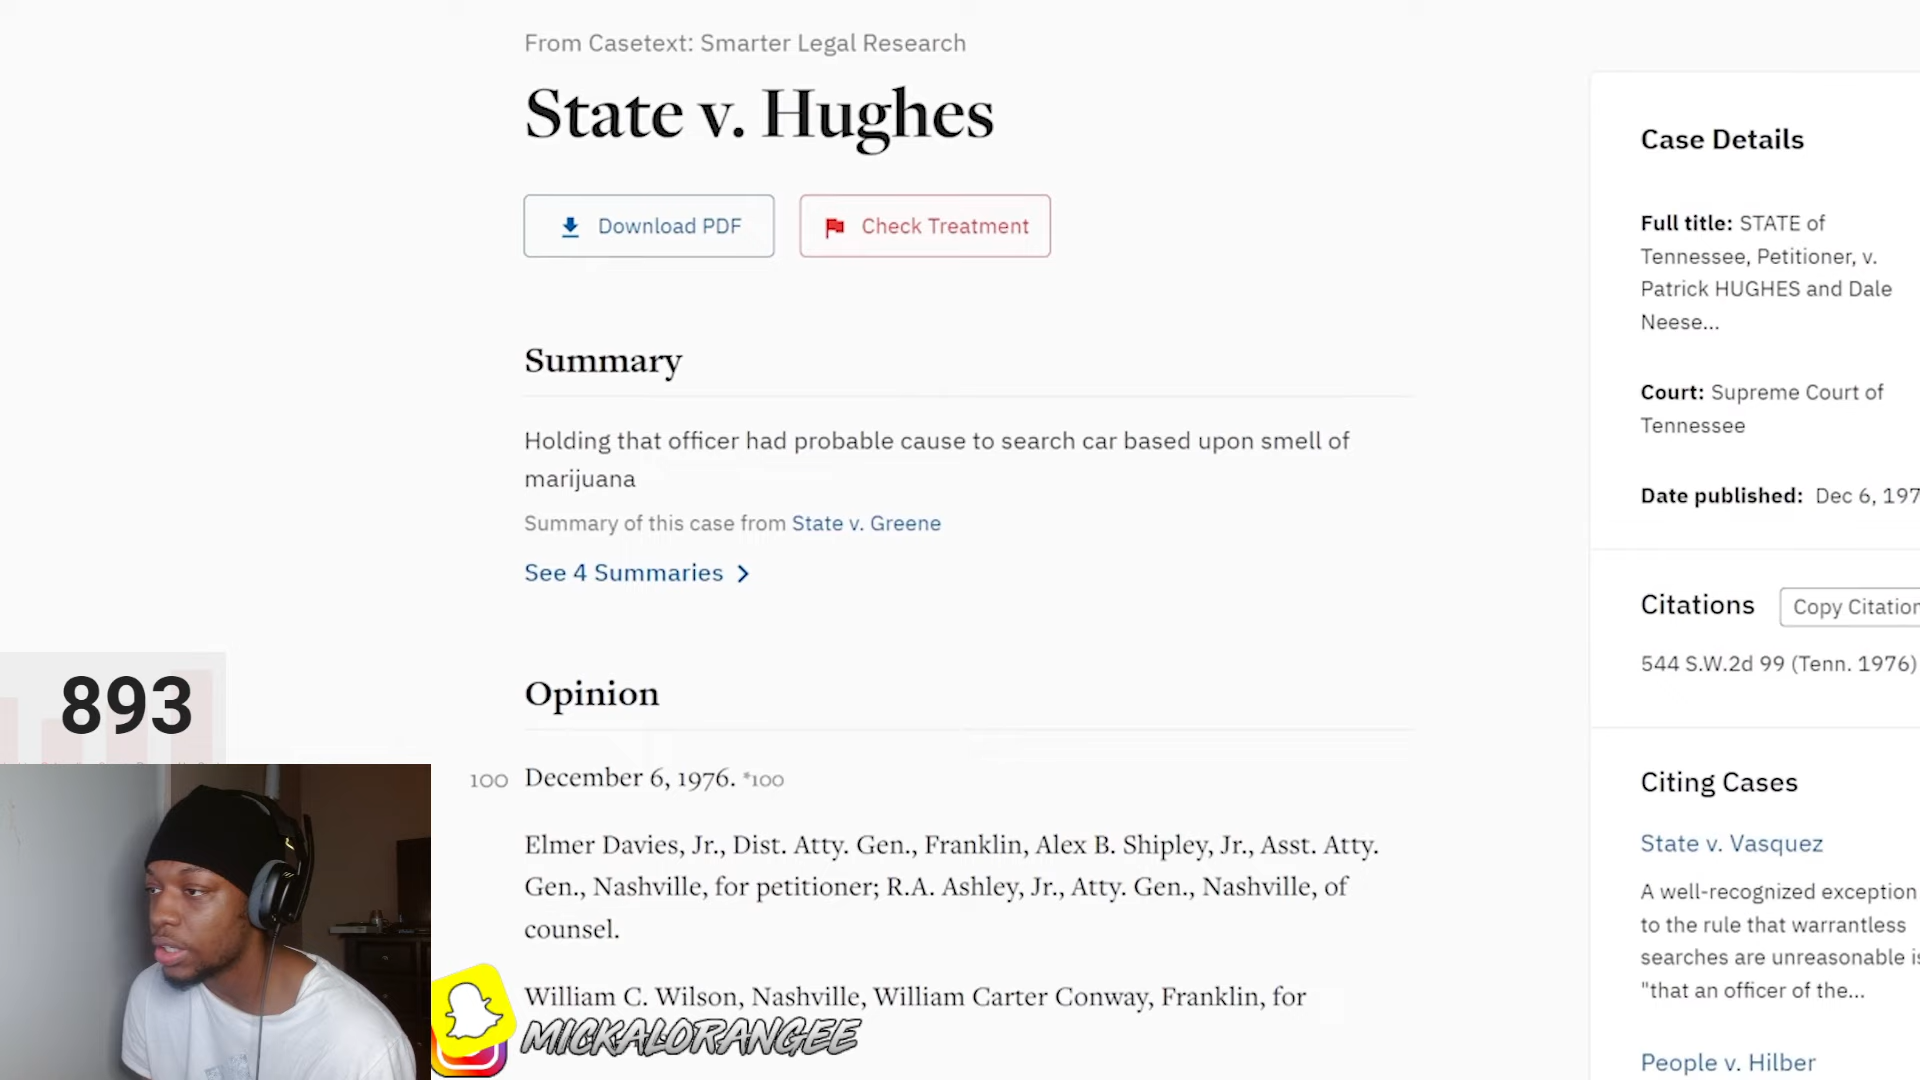 From Casetext: Smarter Legal Research
State v. Hughes
Download PDF
Check Treatment
Summary
Holding that officer had probable cause to search car based upon smell of
marijuana
Summary of this case from State v. Greene
See 4 Summaries
Opinion
100 December 6, 1976. *100
Elmer Davies, Jr., Dist. Atty. Gen., Franklin, Alex B. Shipley, Jr., Asst. Atty.
Gen., Nashville, for petitioner; R.A. Ashley, Jr., Atty. Gen., Nashville, of
counsel.
William C. Wilson, Nashville, William Carter Conway, Franklin, for
Case Details
Full title: STATE of
Tennessee, Petitioner, v.
Patrick HUGHES and Dale
Neese...
Court: Supreme Court of
Tennessee
Date published: Dec 6, 197
Citations
Copy Citation
544 S.W.2d 99 (Tenn. 1976)
Citing Cases
State v. Vasquez
A well-recognized exception
to the rule that warrantless
searches are unreasonable is
"that an officer of the...
People v. Hilber
893
MICKALORANGEE